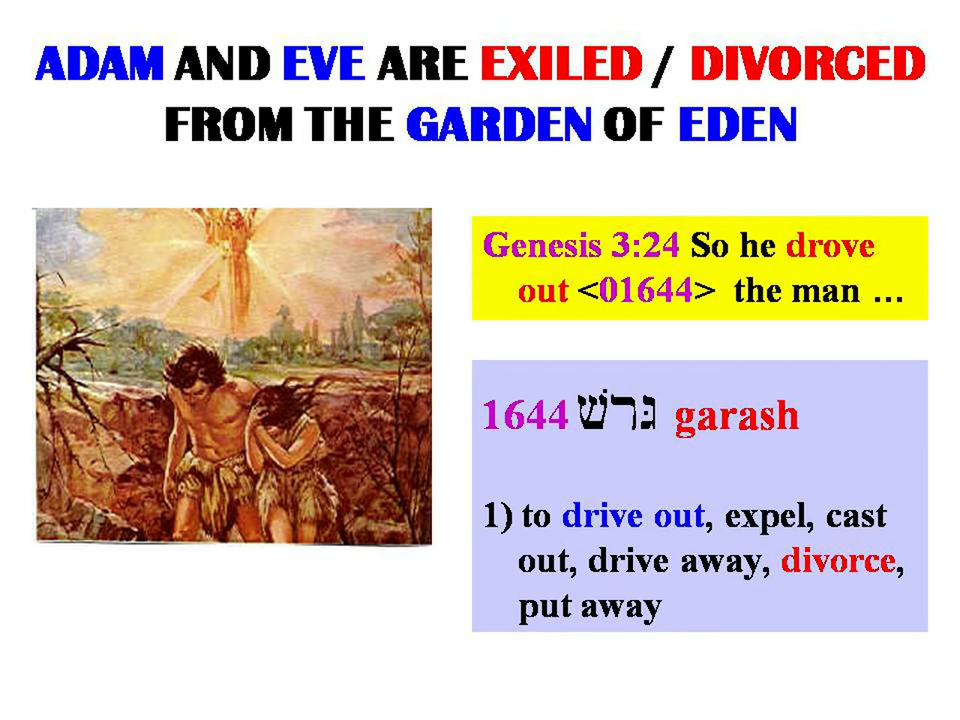 ADAM AND EVE ARE EXILED / DIVORCED
FROM THE GARDEN OF EDEN
Genesis 3:24 So he drove
out <01644> the man …
1644 גּרשׁ garash
1) to drive out, expel, cast
out, drive away, divorce,
put away